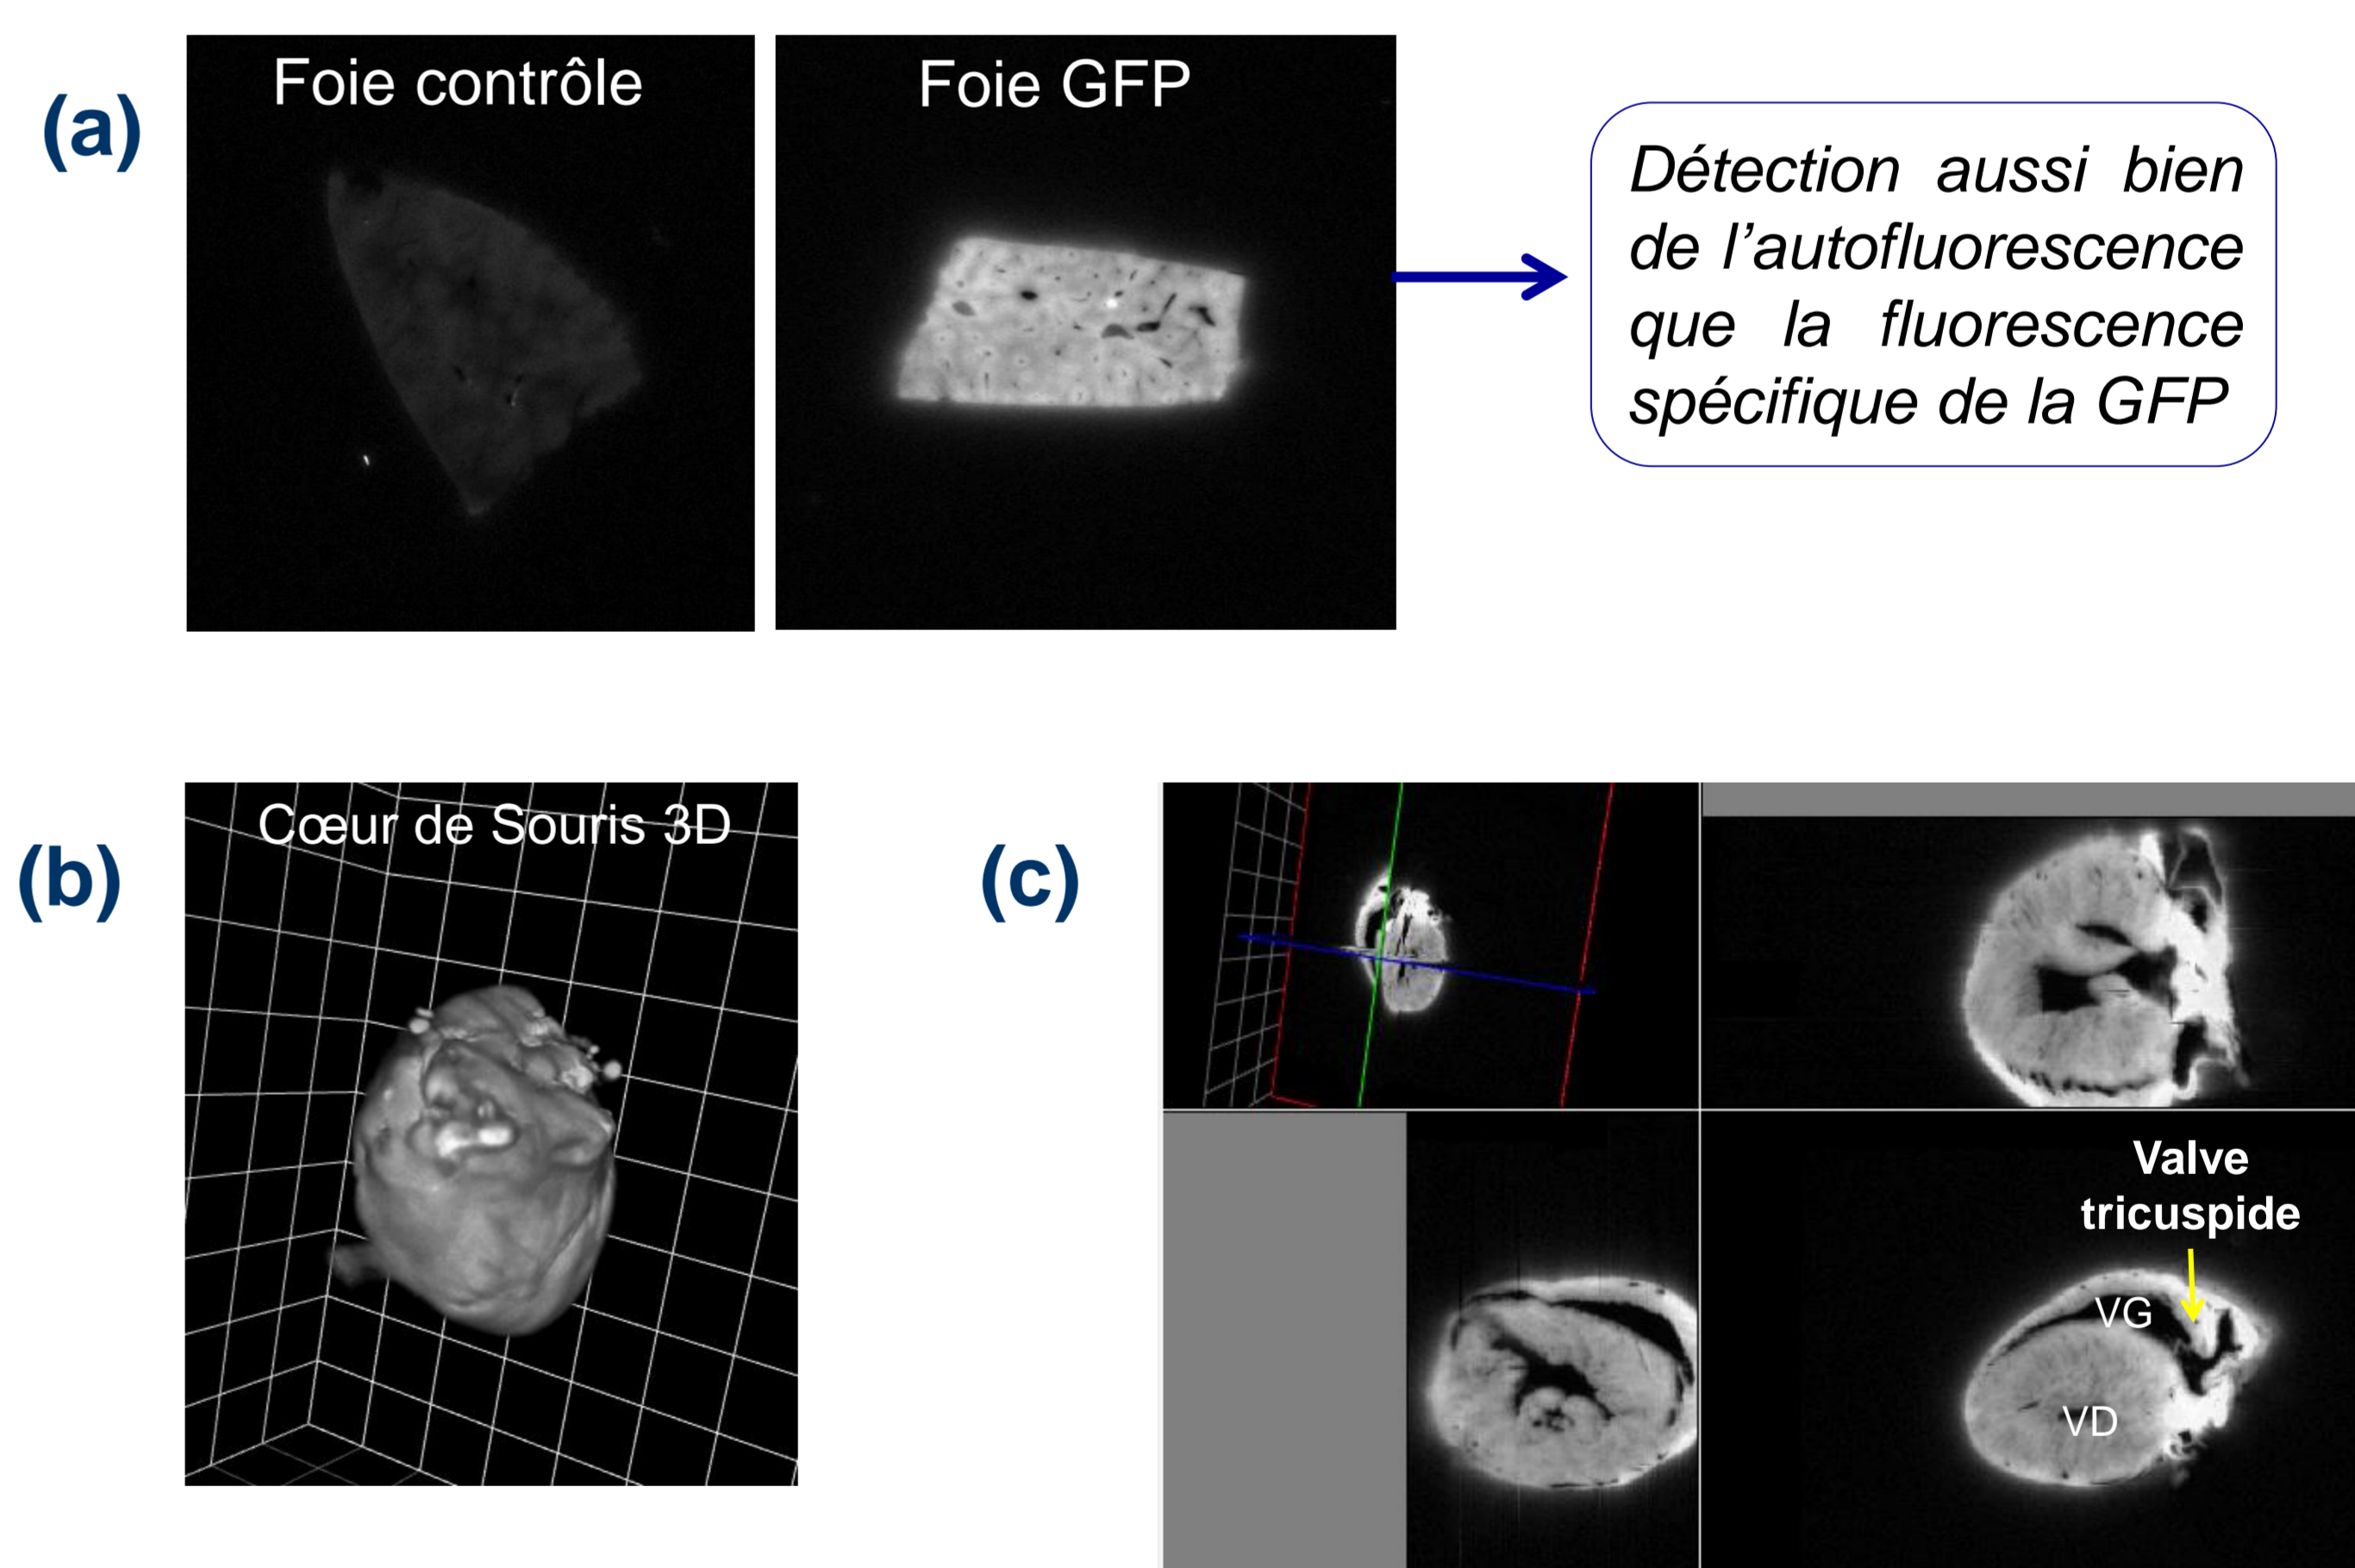 (a)
Foie contrôle
Foie GFP
Détection aussi bien
de l’autofluorescence
que la fluorescence
spécifique de la GFP
(b)
Cœur de Souris 3D
(c)
Valve
tricuspide
VG
VD